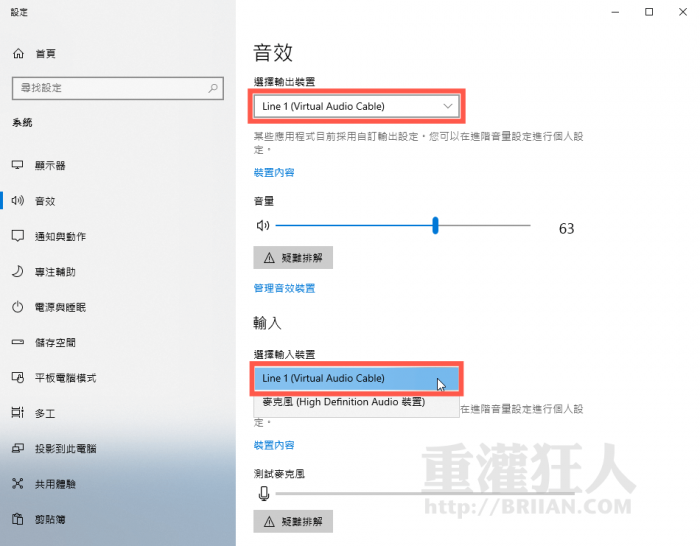 設定
首頁
尋找設定
系統
顯示器
音效
通知與動作
專注輔助
電源與睡眠
儲存空間
平板電腦模式
多工
投影到此電腦
共用體驗
剪貼簿
音效
選擇輸出裝置
Line 1 (Virtual Audio Cable)
某些應用程式目前採用自訂輸出設定。您可以在進階音量設定進行個人設
定。
裝置內容
音量
63
疑難排解
管理音效裝置
輸入
選擇輸入裝置
Line 1 (Virtual Audio Cable)
麥克風 (High Definition Audio 裝置)
在進階音量設定進行個人設
定。
裝置內容
測試麥克風
疑難排解
重灌狂人
http://BRIIAN.COM